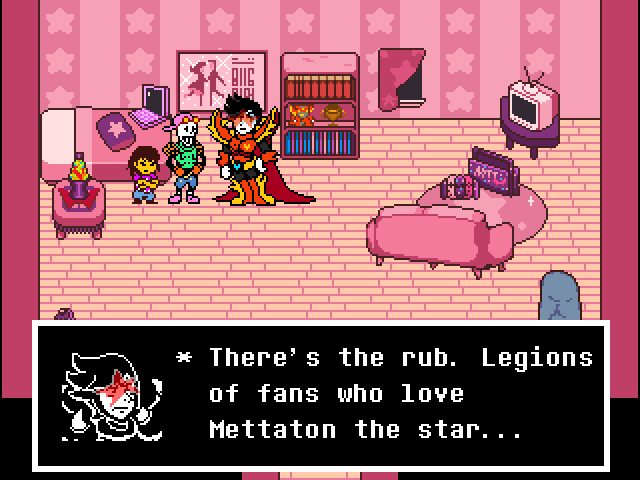 * There's the rub. Legions
of fans who love
Mettaton the star...